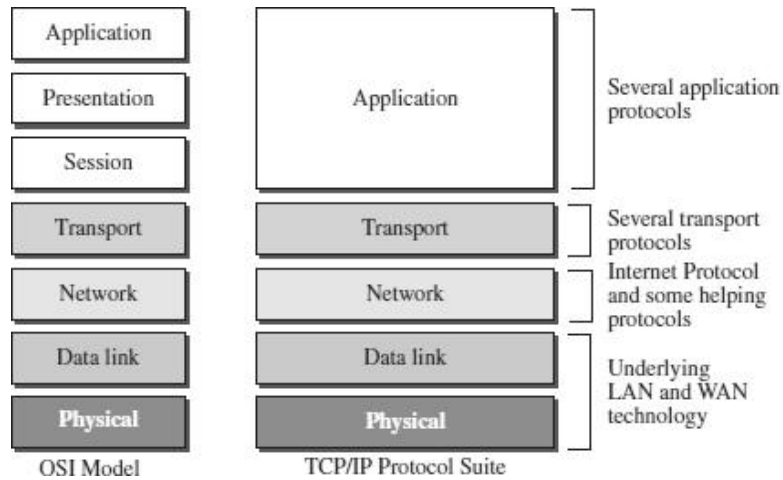 Application
Presentation
Session
Transport
Network
Data link
Physical
OSI Model
Application
Transport
Network
Data link
Physical
TCP/IP Protocol Suite
Several application
protocols
Several transport
protocols
Internet Protocol
and some helping
protocols
Underlying
LAN and WAN
technology